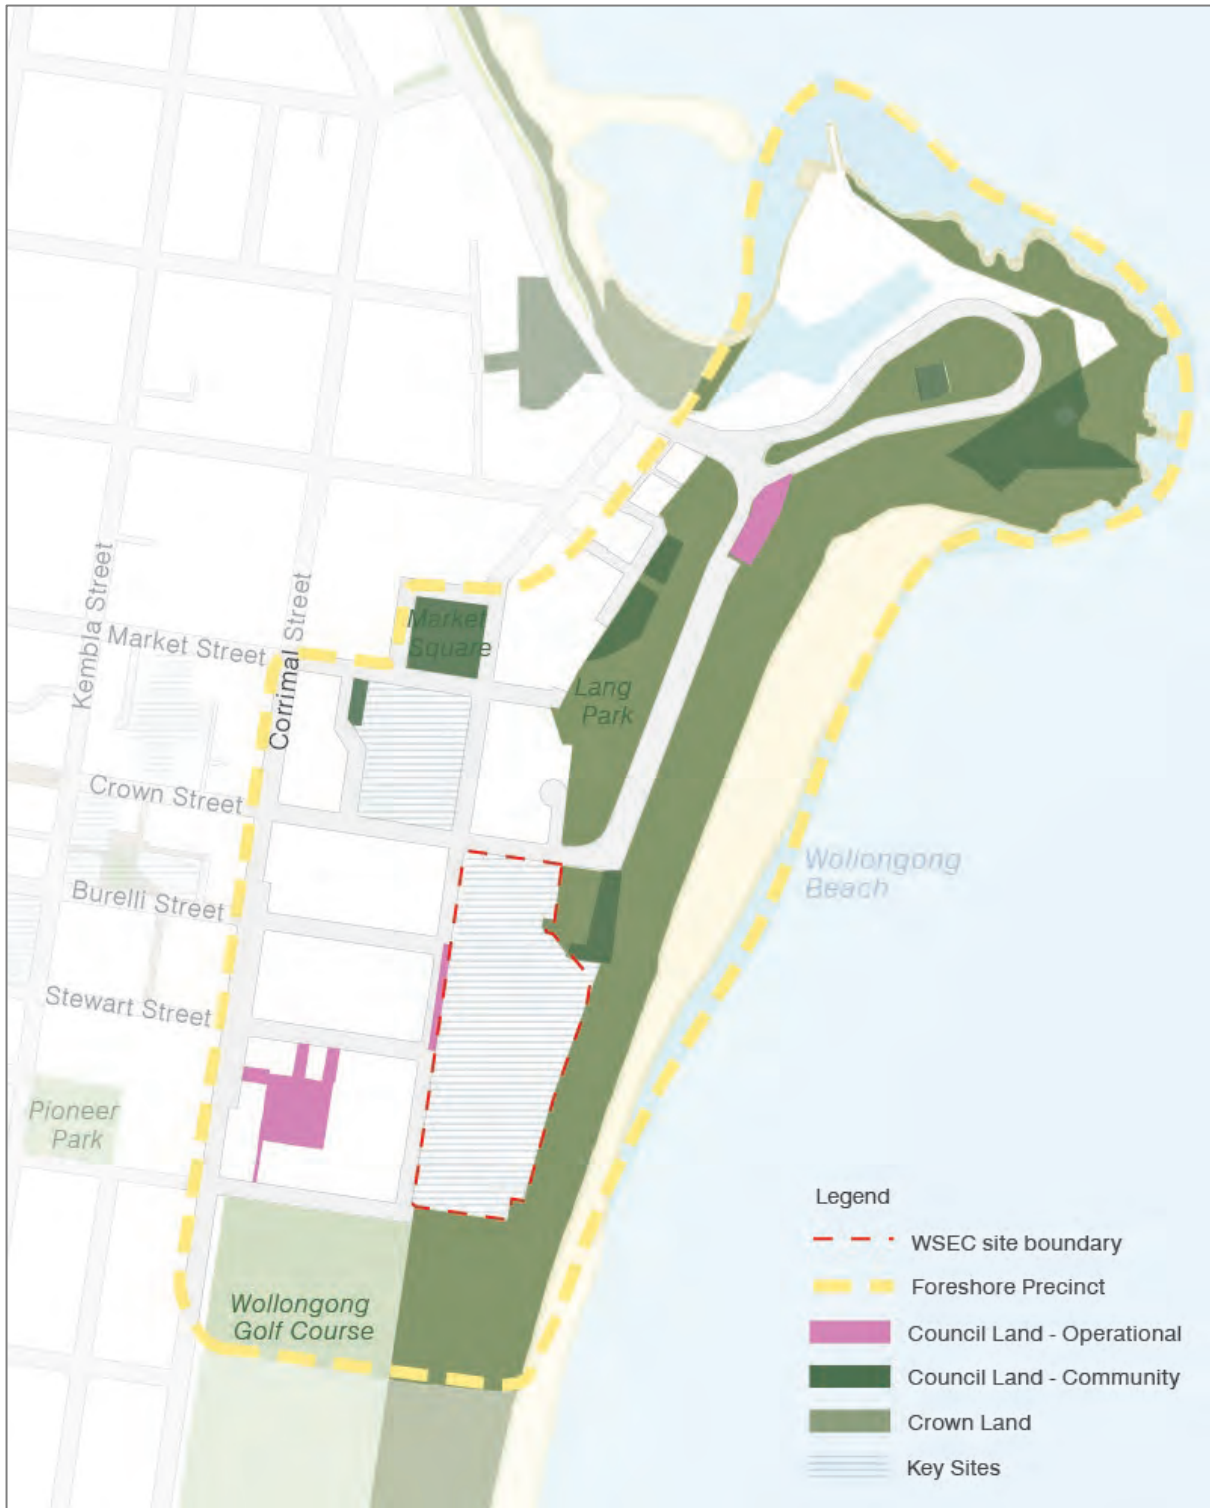 Kembla Street
Market Street
Corrimal Street
Market
Square
Lang
Park
Crown Street
Wollongong
Beach
Burelli Street
Stewart Street
Pioneer
Park
Wollongong
Golf Course
Legend
WSEC site boundary
Foreshore Precinct
Council Land - Operational
Council Land - Community
Crown Land
Key Sites